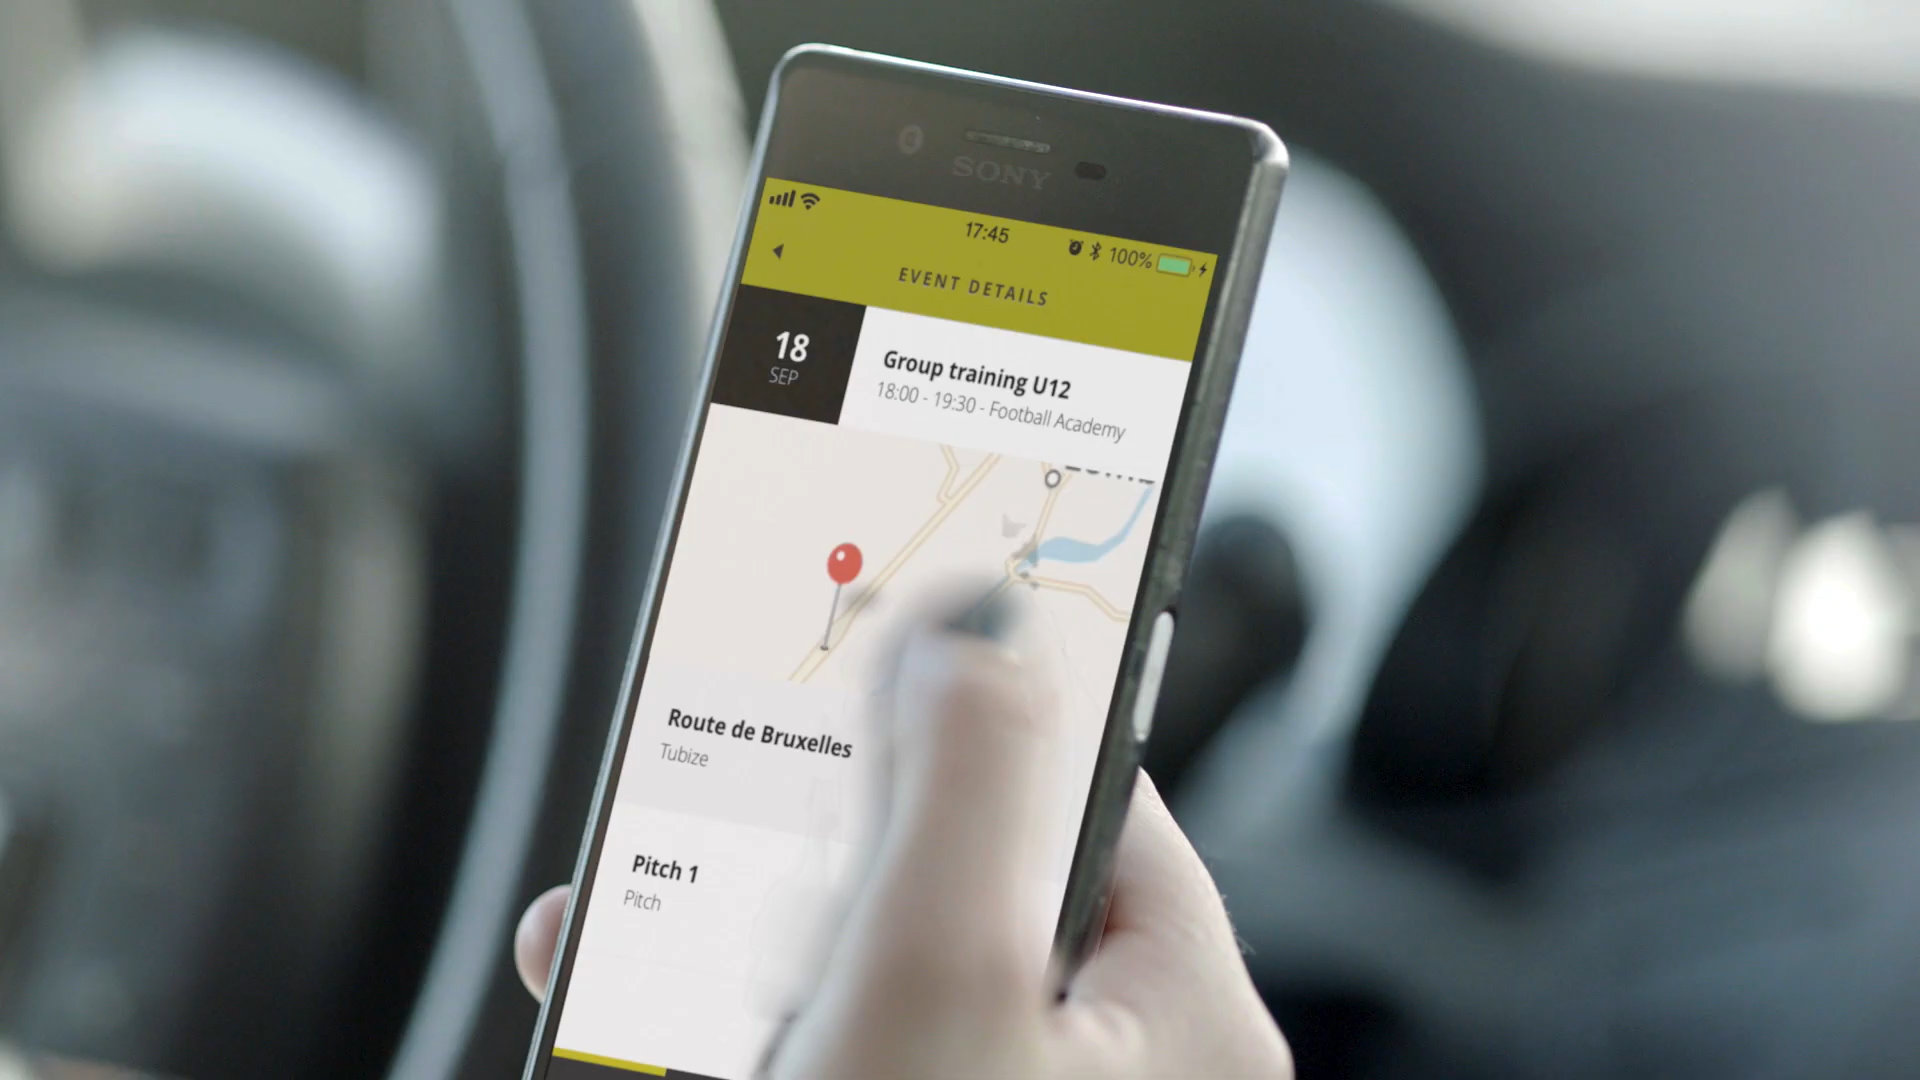 SONY
17:45
100%
EVENT DETAILS
18
SEP
Group training U12
18:00 - 19:30 - Football Academy
Route de Bruxelles
Tubize
Pitch 1
Pitch